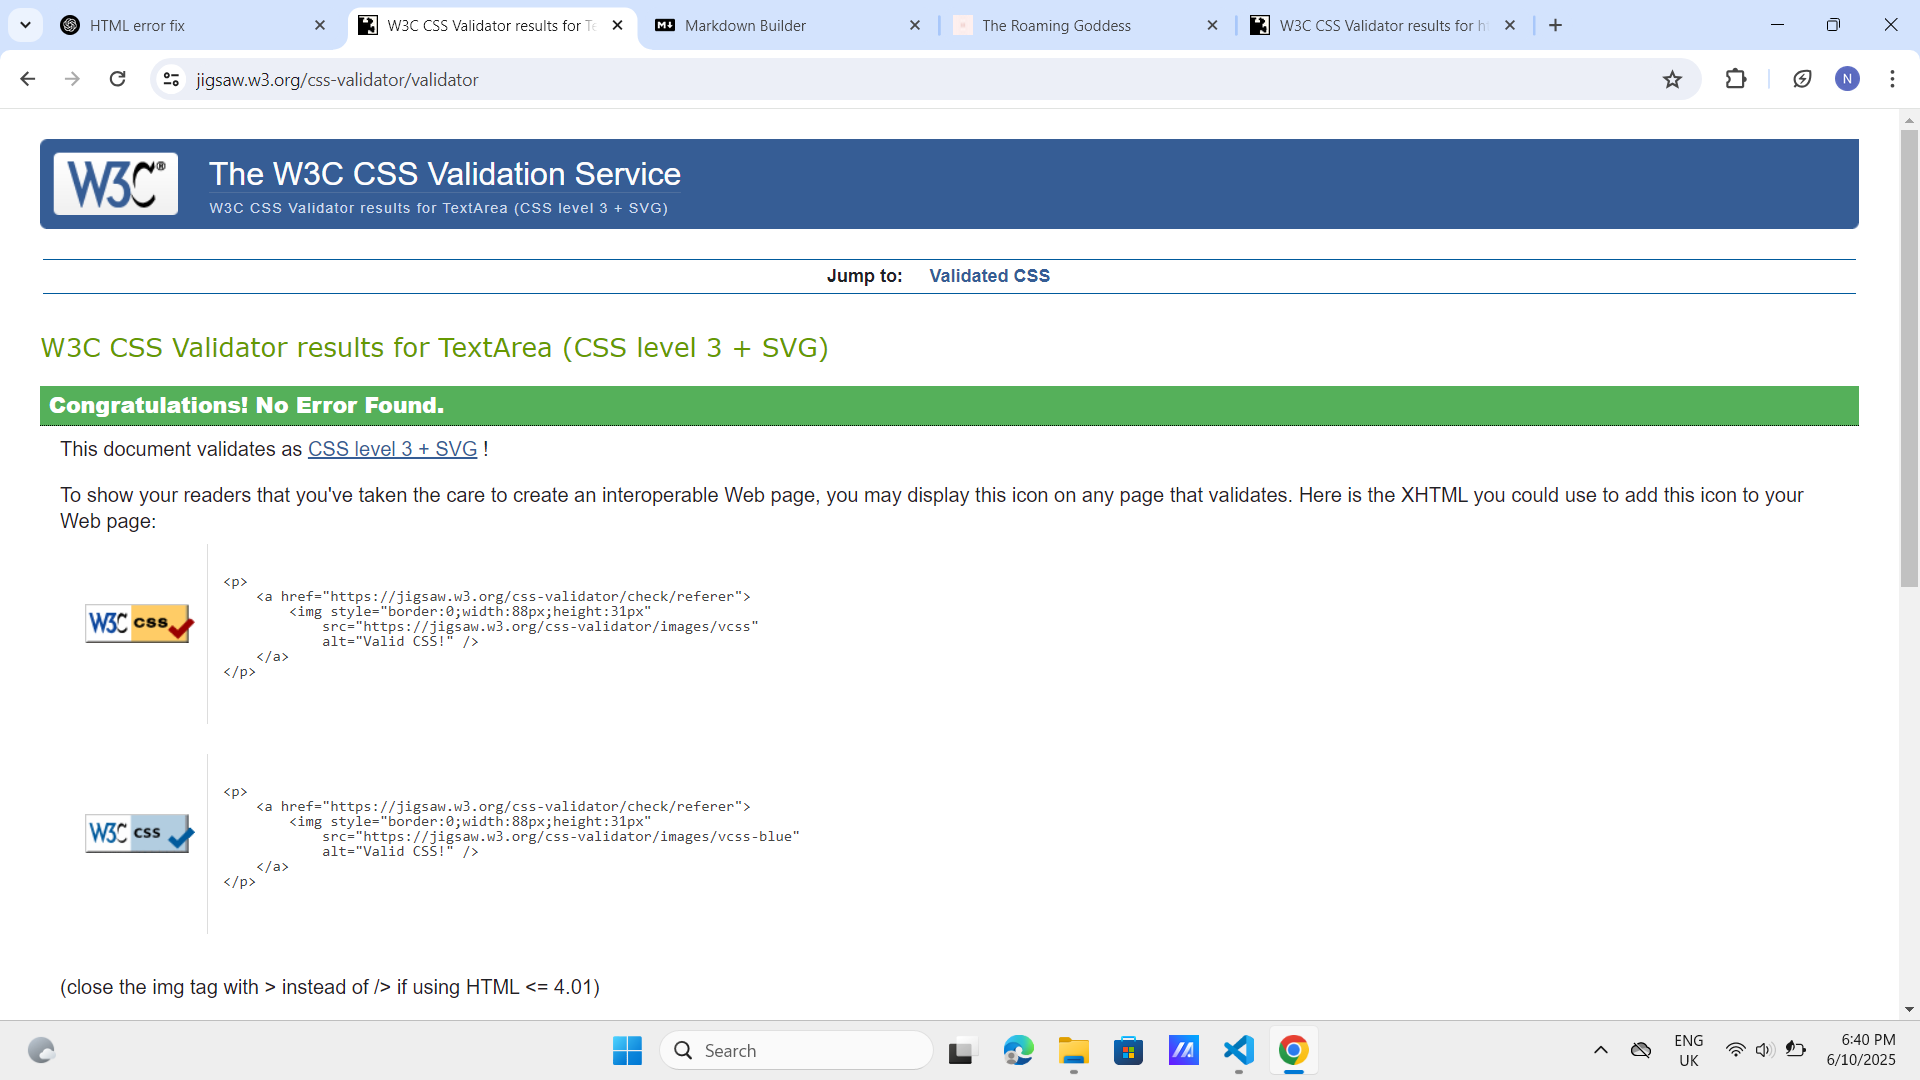 HTML error fix
W3C CSS Validator results for Te
Markdown Builder
The Roaming Goddess
W3C CSS Validator results for h
jigsaw.w3.org/css-validator/validator
N
W3C®
The W3C CSS Validation Service
W3C CSS Validator results for TextArea (CSS level 3 + SVG)
Jump to: Validated CSS
W3C CSS Validator results for TextArea (CSS level 3 + SVG)
Congratulations! No Error Found.
This document validates as CSS level 3 + SVG !
To show your readers that you've taken the care to create an interoperable Web page, you may display this icon on any page that validates. Here is the XHTML you could use to add this icon to your
Web page:
W3C css
<p>
<a href="https://jigsaw.w3.org/css-validator/check/referer">
<img style="border:0;width:88px;height:31px"
src="https://jigsaw.w3.org/css-validator/images/vcss"
alt="Valid CSS!" />
</a>
</p>
W3C css
<p>
<a href="https://jigsaw.w3.org/css-validator/check/referer">
<img style="border:0;width:88px;height:31px"
src="https://jigsaw.w3.org/css-validator/images/vcss-blue"
alt="Valid CSS!" />
</a>
</p>
(close the img tag with > instead of /> if using HTML <= 4.01)
Search
ENG
UK
6:40 PM
6/10/2025